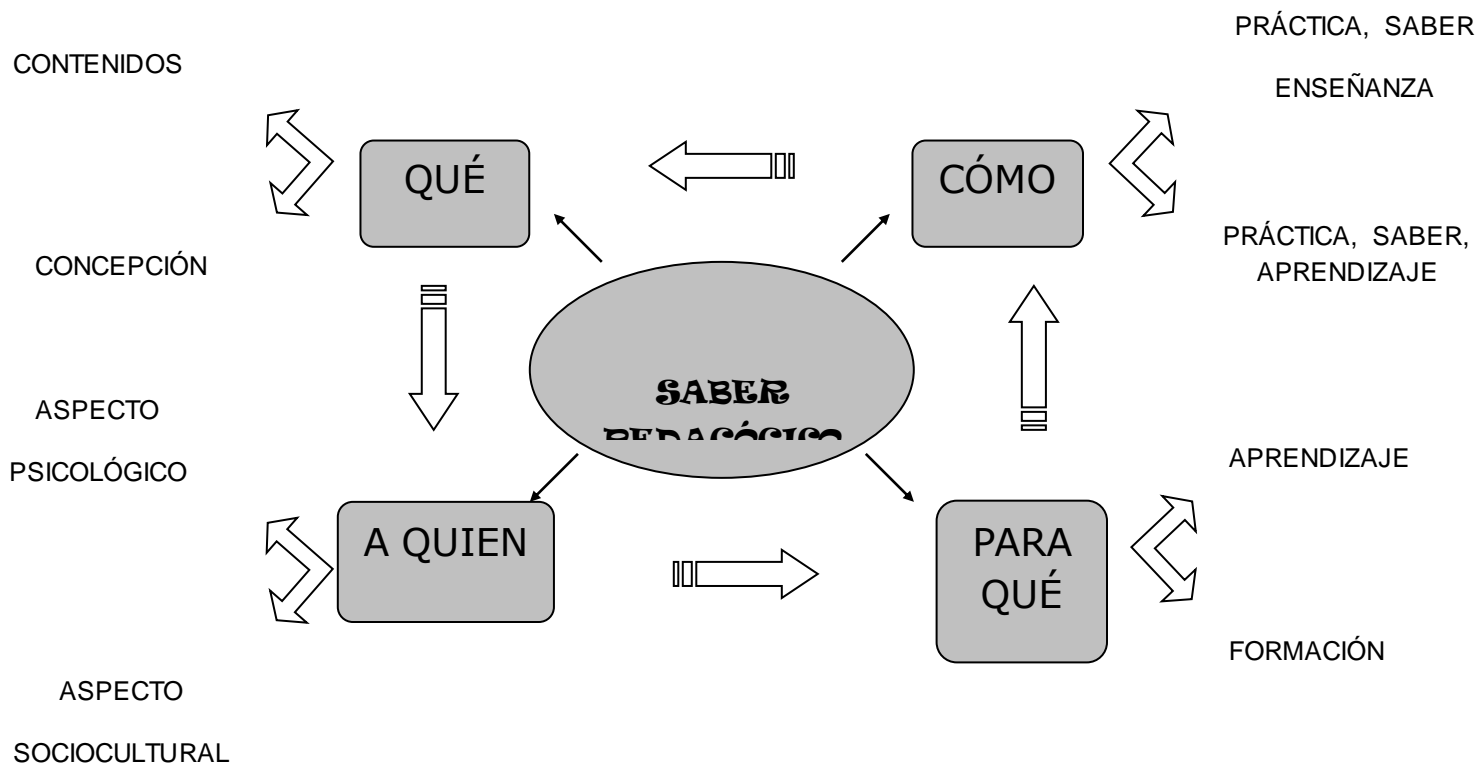 PRÁCTICA, SABER
ENSEÑANZA
CONTENIDOS
QUÉ
CÓMO
PRÁCTICA, SABER,
APRENDIZAJE
CONCEPCIÓN
SABER
PEDAGÓGICO
ASPECTO
PSICOLÓGICO
APRENDIZAJE
A QUIEN
PARA
QUÉ
FORMACIÓN
ASPECTO
SOCIOCULTURAL